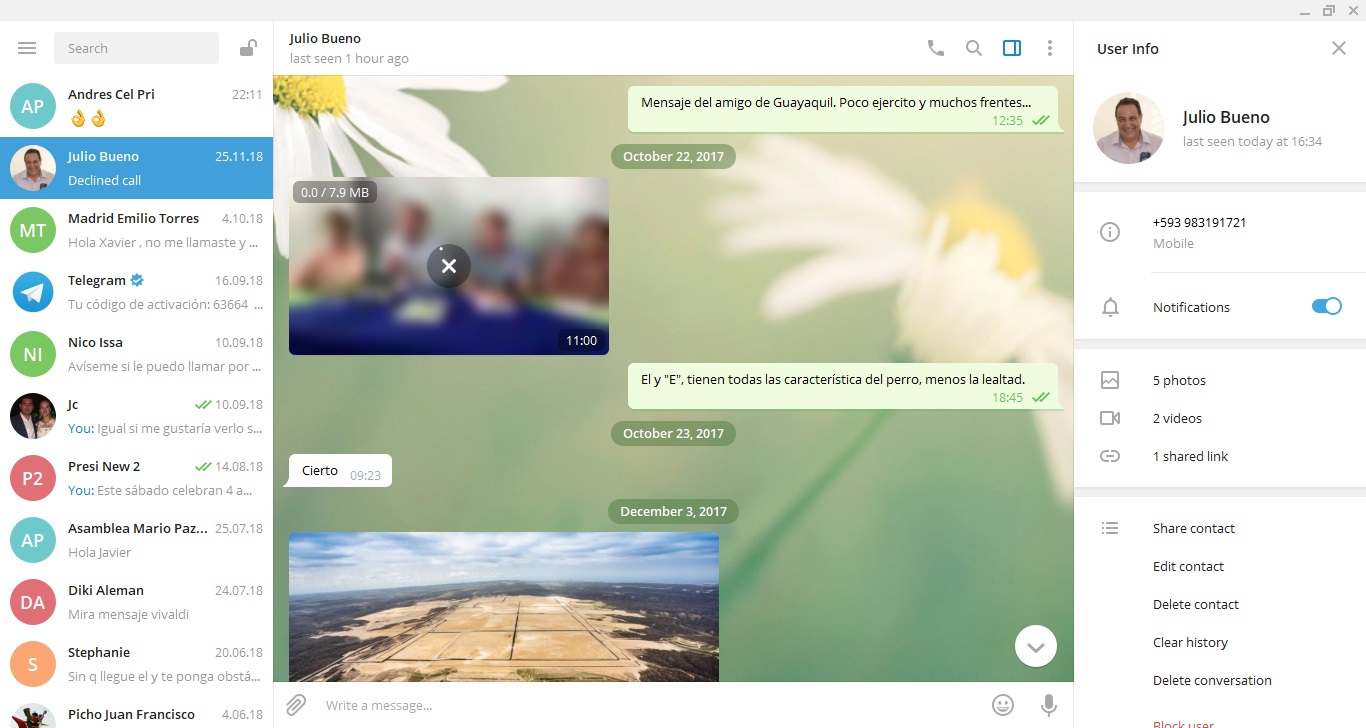 Search
AP
Andres Cel Pri
22:11
👌👌
Julio Bueno
25.11.18
Declined call
MT
Madrid Emilio Torres
4.10.18
Hola Xavier , no me llamaste y ...
Telegram
16.09.18
Tu código de activación: 63664 ...
NI
Nico Issa
10.09.18
Avíseme si le puedo llamar por ...
Jc
10.09.18
You: Igual si me gustaría verlo s...
P2
Presi New 2
14.08.18
You: Este sábado celebran 4 a...
AP
Asamblea Mario Paz...
25.07.18
Hola Javier
DA
Diki Aleman
24.07.18
Mira mensaje vivaldi
S
Stephanie
20.06.18
Sin q llegue el y te ponga obstá...
Picho Juan Francisco
4.06.18
Julio Bueno
last seen 1 hour ago
Mensaje del amigo de Guayaquil. Poco ejercito y muchos frentes...
12:35
October 22, 2017
0.0 / 7.9 MB
11:00
El y "E", tienen todas las característica del perro, menos la lealtad.
18:45
October 23, 2017
Cierto
09:23
December 3, 2017
Write a message...
User Info
Julio Bueno
last seen today at 16:34
+593 983191721
Mobile
Notifications
5 photos
2 videos
1 shared link
Share contact
Edit contact
Delete contact
Clear history
Delete conversation
Block user